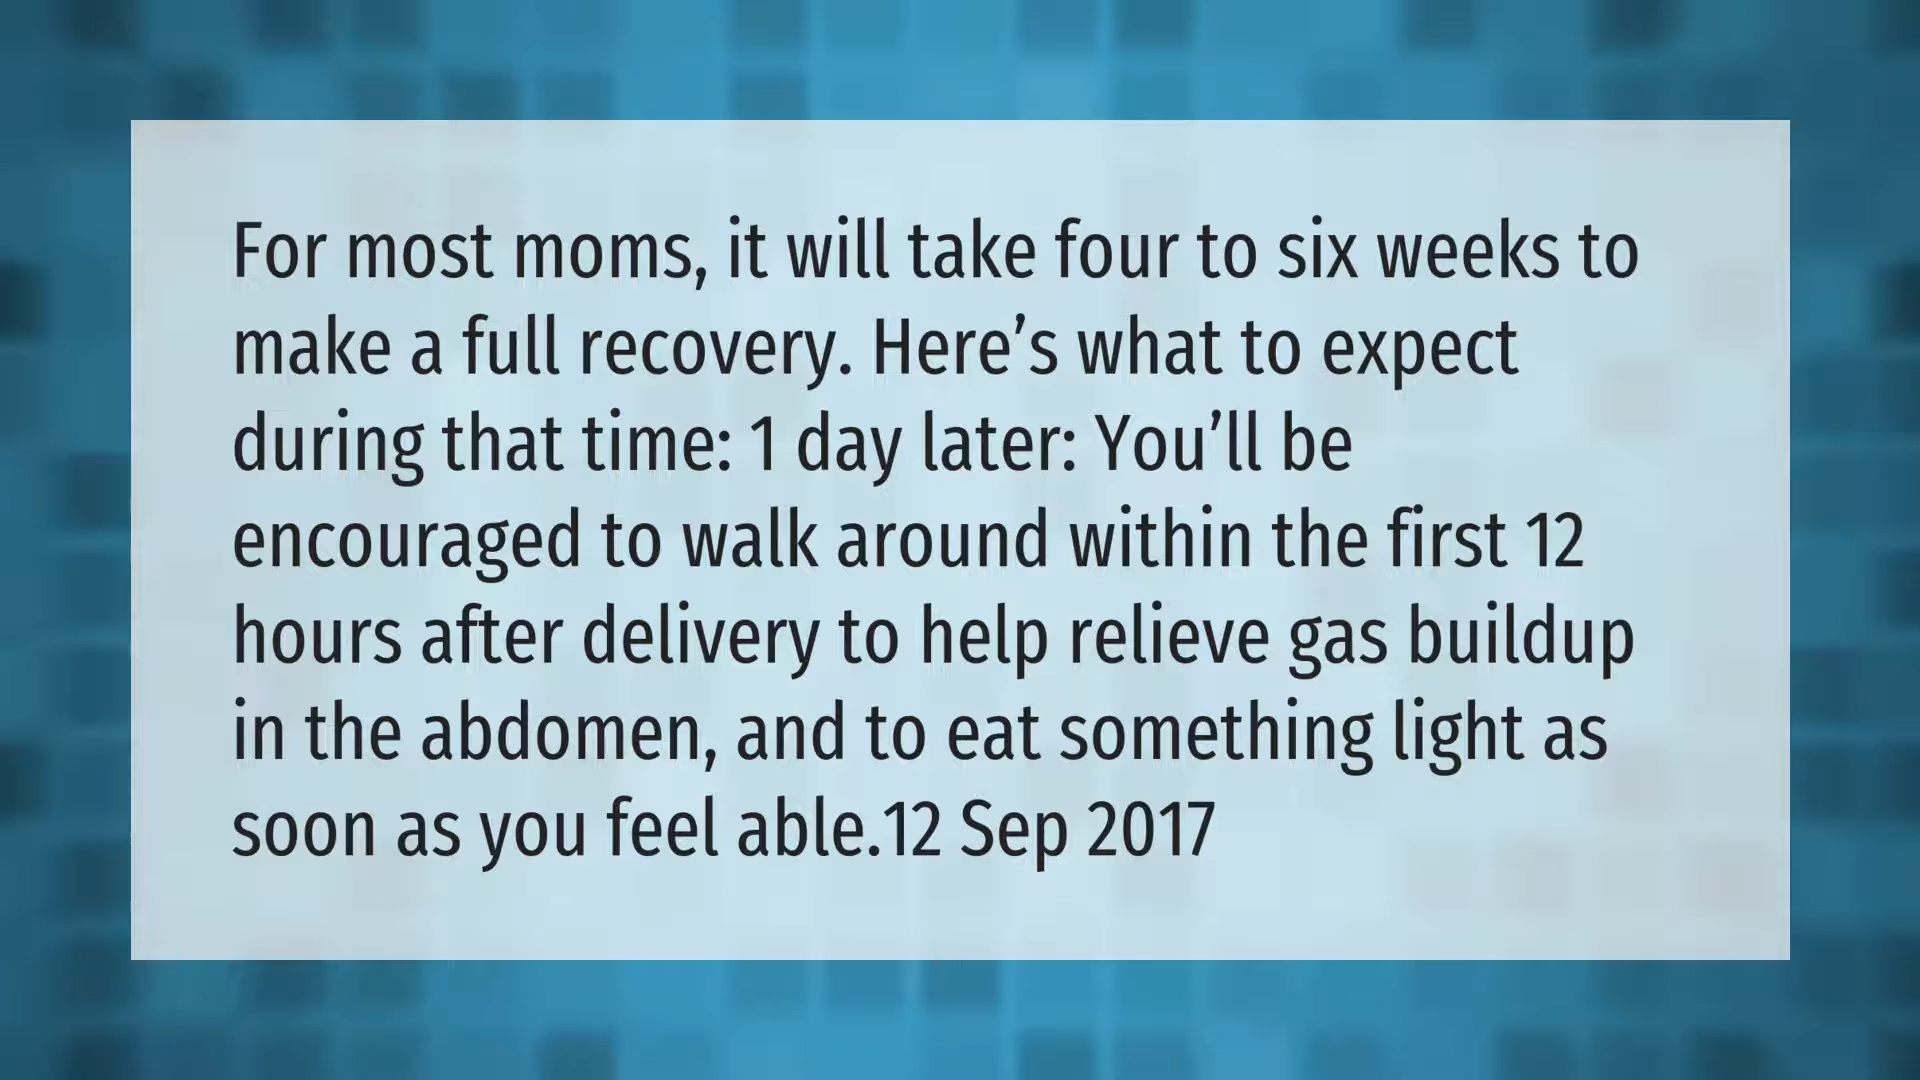 For most moms, it will take four to six weeks to
make a full recovery. Here’s what to expect
during that time: 1 day later: You’ll be
encouraged to walk around within the first 12
hours after delivery to help relieve gas buildup
in the abdomen, and to eat something light as
soon as you feel able.12 Sep 2017